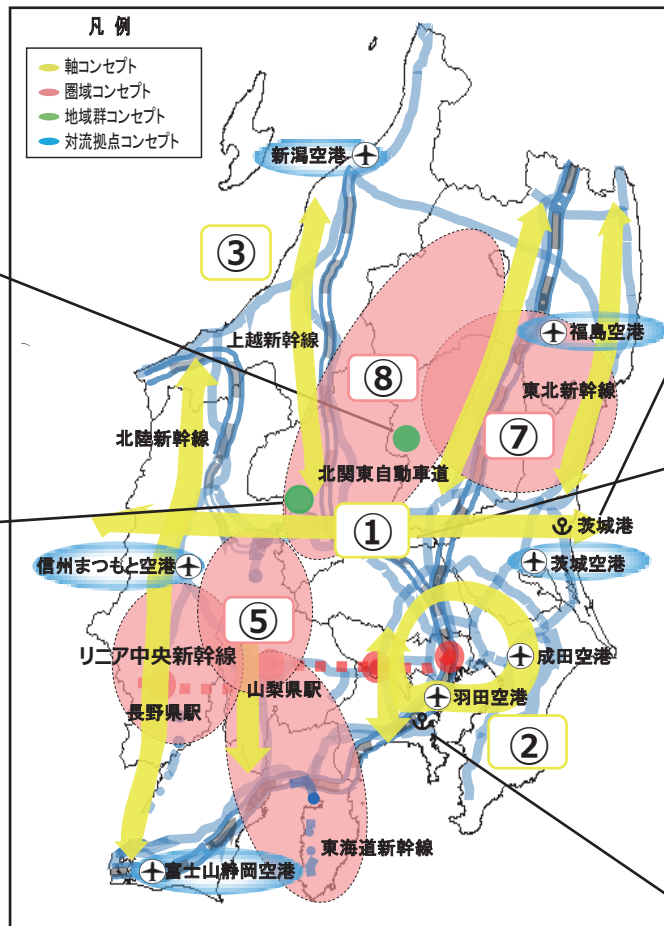 凡 例
軸コンセプト
圏域コンセプト
地域群コンセプト
対流拠点コンセプト
新潟空港
③
上越新幹線
福島空港
⑧
東北新幹線
⑦
北陸新幹線
北関東自動車道
①
茨城港
信州まつもと空港
茨城空港
⑤
リニア中央新幹線
成田空港
山梨県駅
羽田空港
長野県駅
②
東海道新幹線
富士山静岡空港